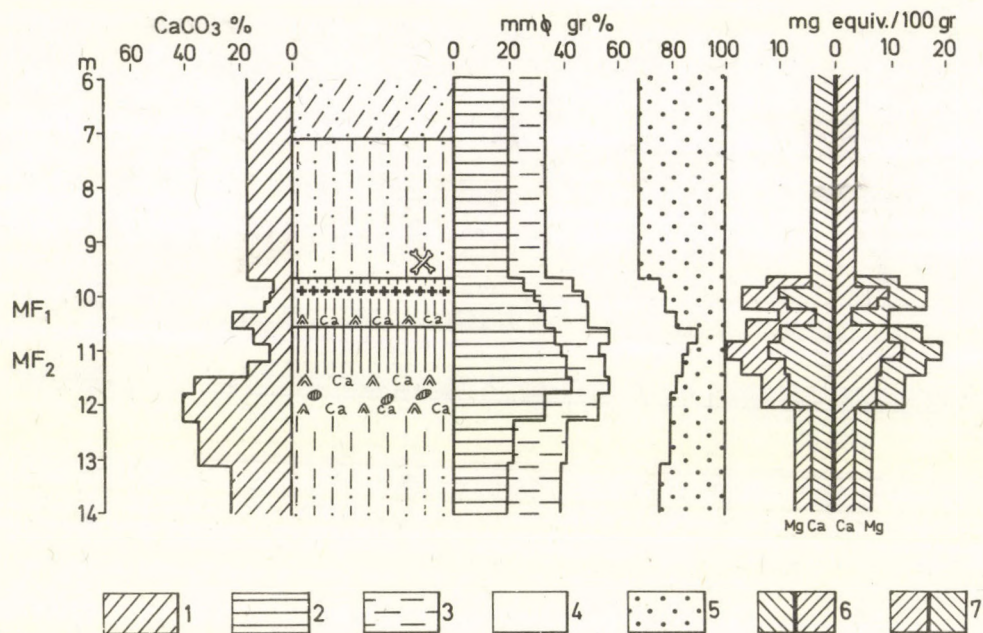 CaCO3 % mmϕ gr % mg equiv./100 gr
m 60 40 20 0 0 20 40 60 80 100 10 0 10 20
6
7
8
9
10
MF1
11
MF2
12
13
14
Ca Ca Ca
Ca Ca
Ca Ca Ca
Mg Ca Ca Mg
1 2 3 4 5 6 7